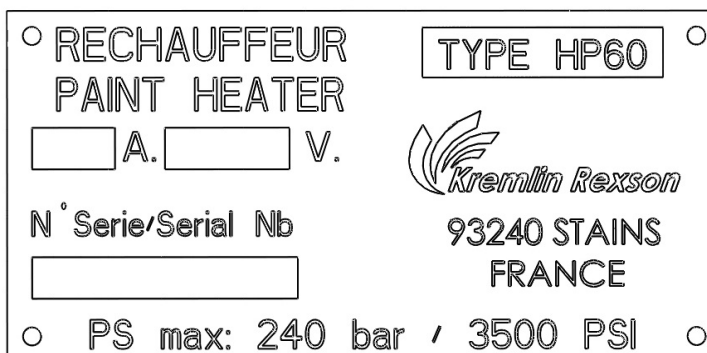 RECHAUFFEUR
PAINT HEATER
A. V.
N° Serie/Serial Nb
TYPE HP60
Kremlin Rexson
93240 STAINS
FRANCE
PS max: 240 bar / 3500 PSI